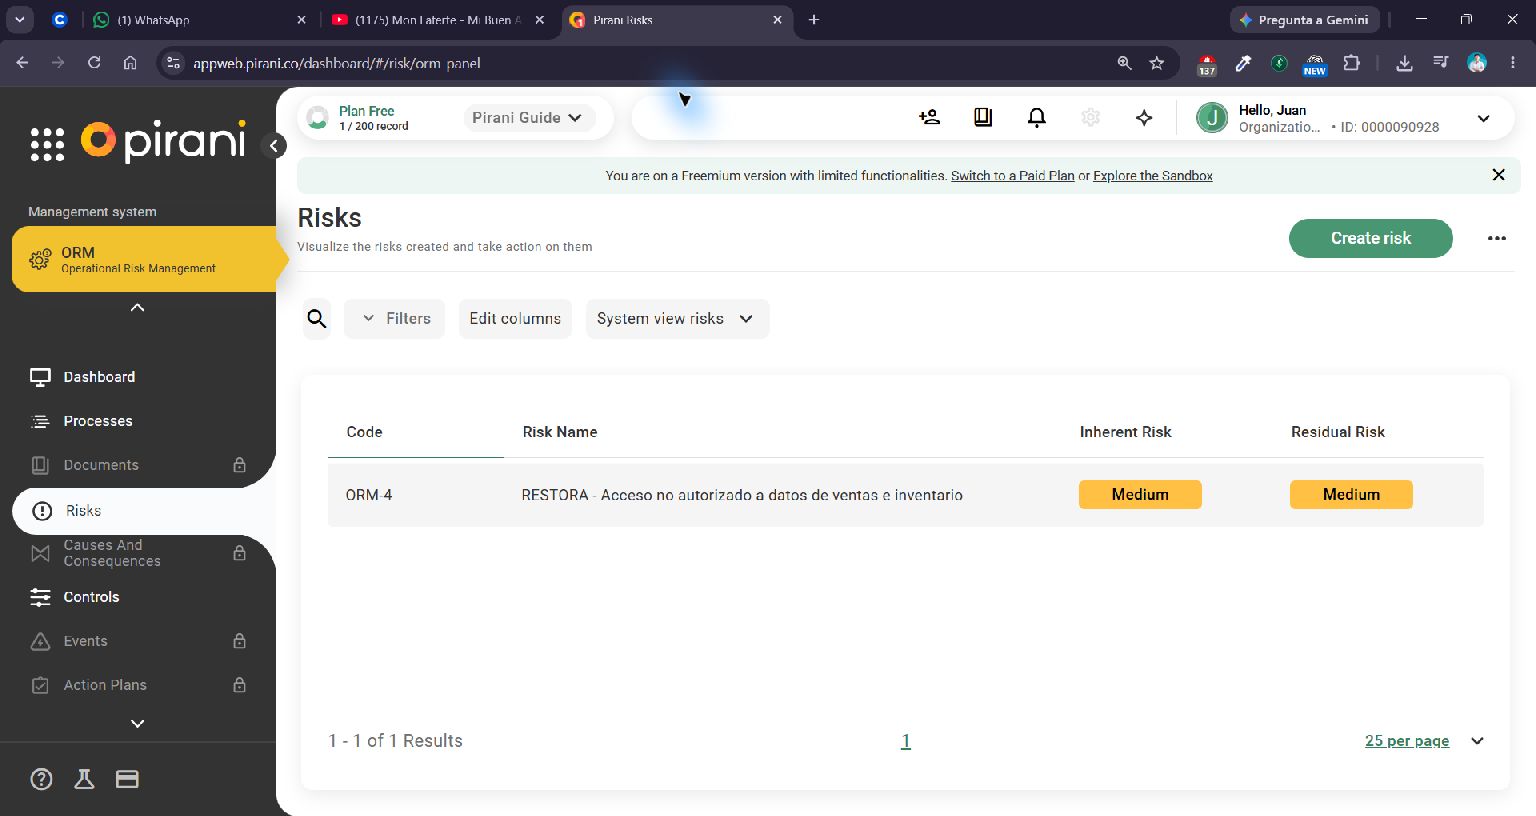 (1) WhatsApp
(1175) Mon Laferte - Mi Buen A
Pirani Risks
Pregunta a Gemini
appweb.pirani.co/dashboard/#/risk/orm-panel
137
NEW
pirani
Plan Free
1 / 200 record
Pirani Guide
J
Hello, Juan
Organizatio... • ID: 0000090928
You are on a Freemium version with limited functionalities. Switch to a Paid Plan or Explore the Sandbox
Management system
ORM
Operational Risk Management
Risks
Visualize the risks created and take action on them
Create risk
Filters
Edit columns
System view risks
Dashboard
Processes
Documents
Risks
Causes And
Consequences
Controls
Events
Action Plans
Code
Risk Name
Inherent Risk
Residual Risk
ORM-4
RESTORA - Acceso no autorizado a datos de ventas e inventario
Medium
Medium
1 - 1 of 1 Results
1
25 per page